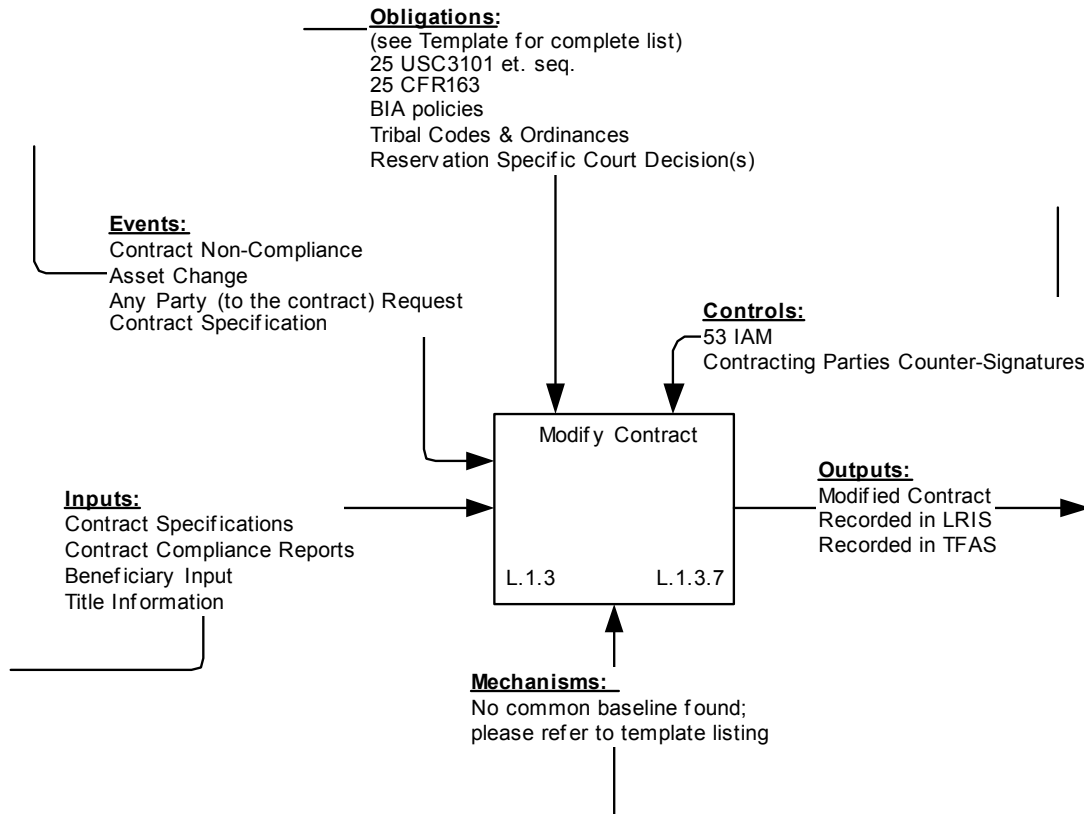 Obligations:
(see Template for complete list)
25 USC3101 et. seq.
25 CFR163
BIA policies
Tribal Codes & Ordinances
Reservation Specific Court Decision(s)
Events:
Contract Non-Compliance
Asset Change
Any Party (to the contract) Request
Contract Specification
Controls:
53 IAM
Contracting Parties Counter-Signatures
Modify Contract
L.1.3
L.1.3.7
Inputs:
Contract Specifications
Contract Compliance Reports
Beneficiary Input
Title Information
Outputs:
Modified Contract
Recorded in LRIS
Recorded in TFAS
Mechanisms:
No common baseline found;
please refer to template listing